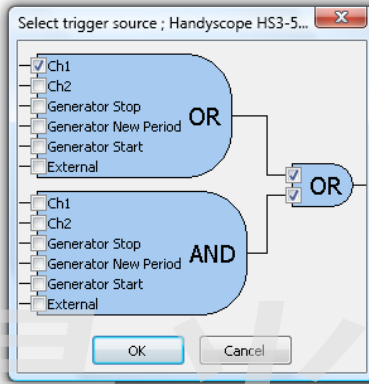 Select trigger source ; Handyscope HS3-5...
Ch1
Ch2
Generator Stop
Generator New Period
Generator Start
External
OR
OR
Ch1
Ch2
Generator Stop
Generator New Period
Generator Start
External
AND
OK
Cancel